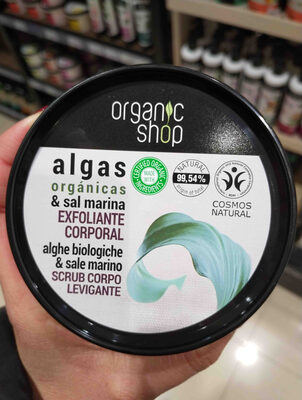 organic
shop
algas
orgánicas
& sal marina
EXFOLIANTE
CORPORAL
alghe biologiche
& sale marino
SCRUB CORPO
LEVIGANTE
CERTIFIED ORGANIC
MADE WITH
INGREDIENTS
NATURAL
99,54%
COSMOS
NATURAL